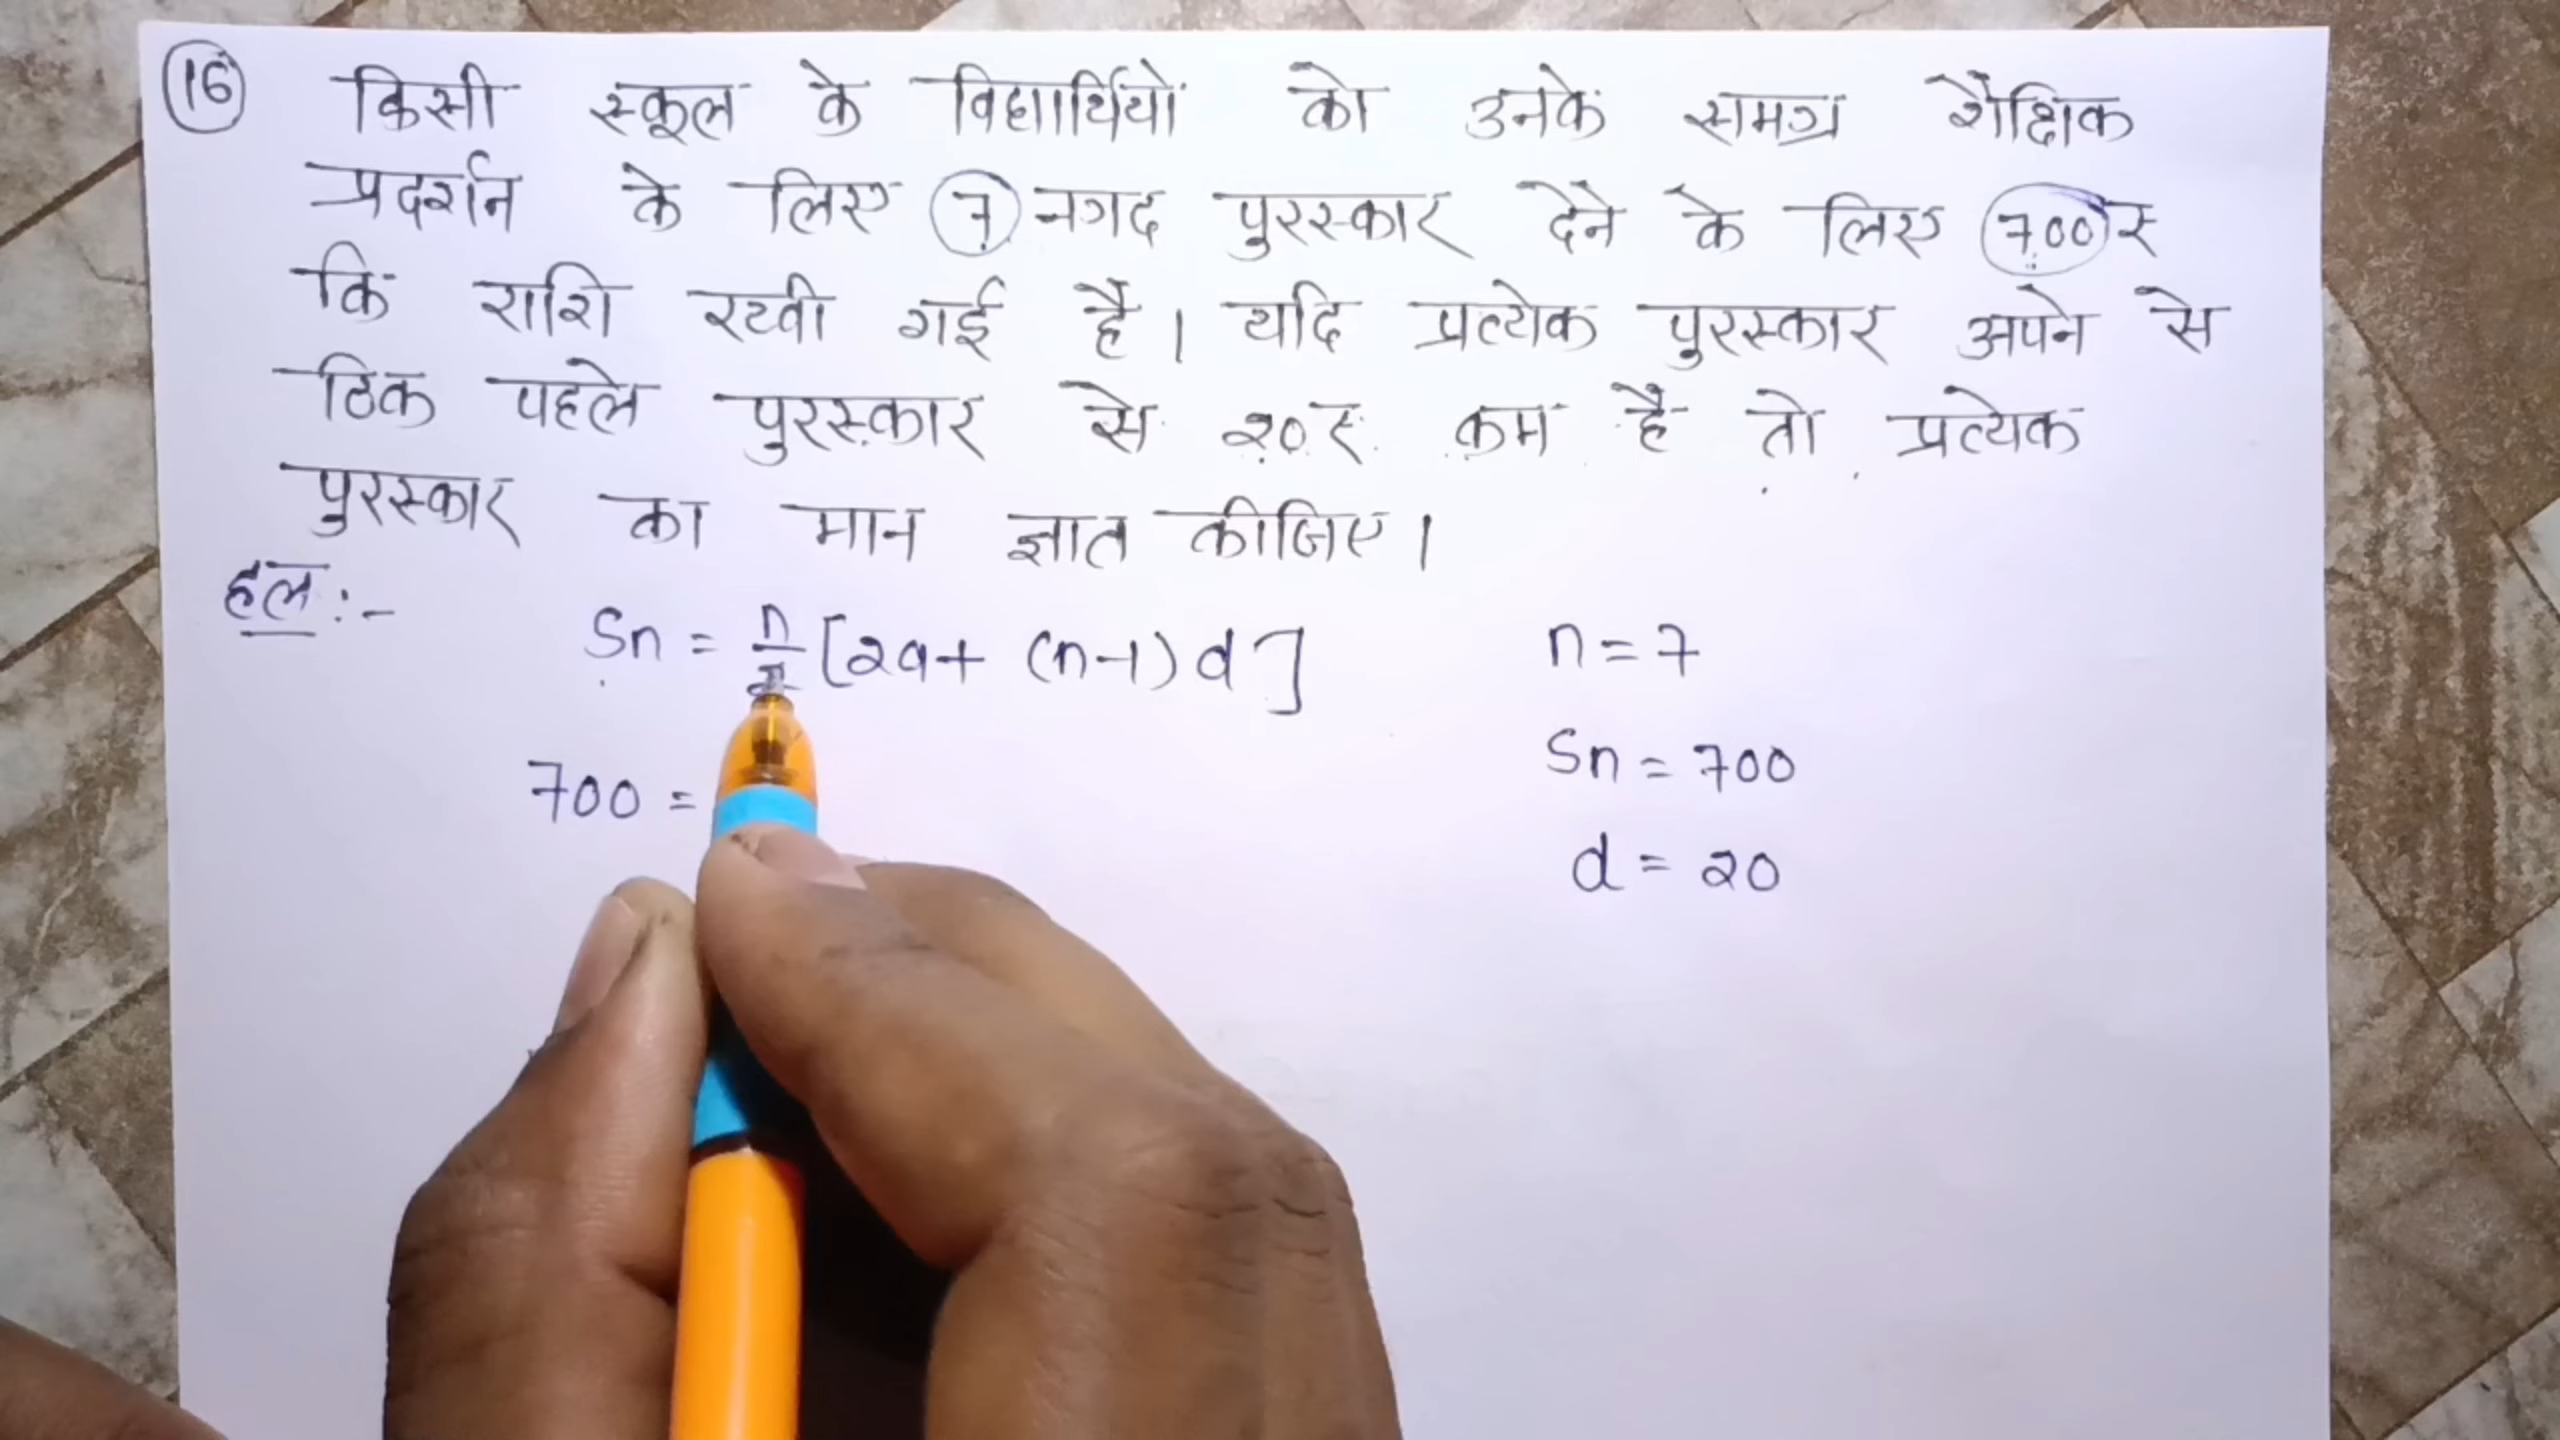 16 किसी स्कूल के विद्यार्थियों को उनके समग्र शैक्षिक
प्रदर्शन के लिए 7 नगद पुरस्कार देने के लिए 700 रु
कि राशि रखी गई है। यदि प्रत्येक पुरस्कार अपने से
ठिक पहले पुरस्कार से 20 रु कम है तो प्रत्येक
पुरस्कार का मान ज्ञात कीजिए।
हल:-
Sn = n/2 [2a + (n-1) d]
n = 7
Sn = 700
700 =
d = 20